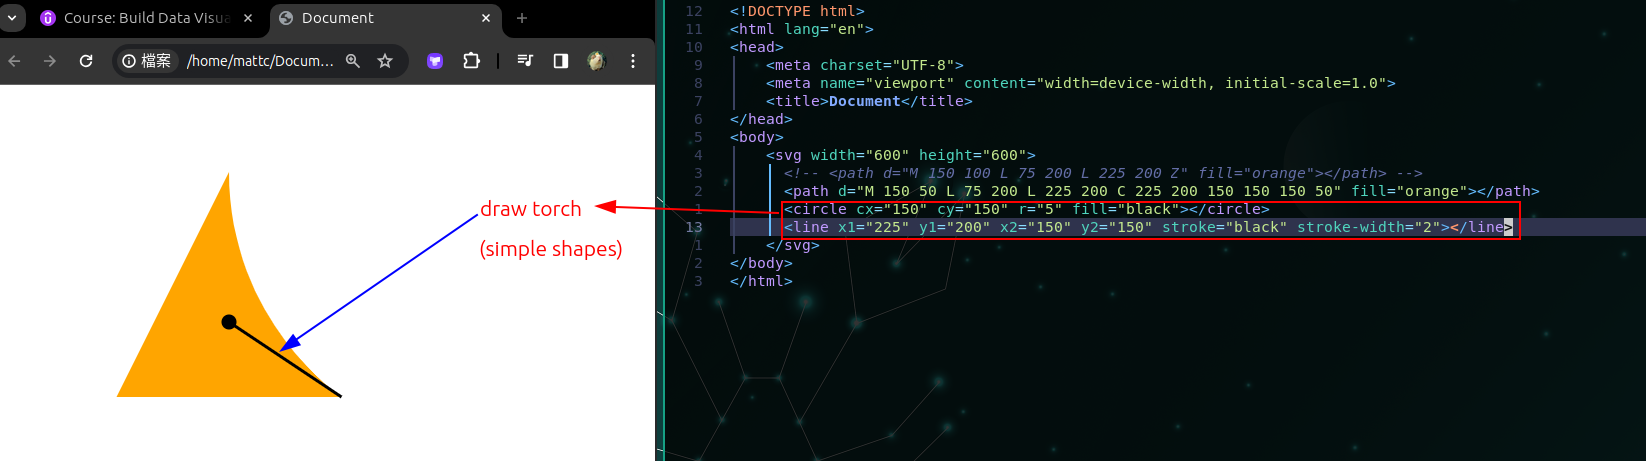 Course: Build Data Visua
Document
檔案
/home/mattc/Docum...
draw torch
(simple shapes)
12 <!DOCTYPE html>
11 <html lang="en">
10 <head>
9 <meta charset="UTF-8">
8 <meta name="viewport" content="width=device-width, initial-scale=1.0">
7 <title>Document</title>
6 </head>
5 <body>
4 <svg width="600" height="600">
3 <!-- <path d="M 150 100 L 75 200 L 225 200 Z" fill="orange"></path> -->
2 <path d="M 150 50 L 75 200 L 225 200 C 225 200 150 150 150 50" fill="orange"></path>
1 <circle cx="150" cy="150" r="5" fill="black"></circle>
13 <line x1="225" y1="200" x2="150" y2="150" stroke="black" stroke-width="2"></line>
1 </svg>
2 </body>
3 </html>